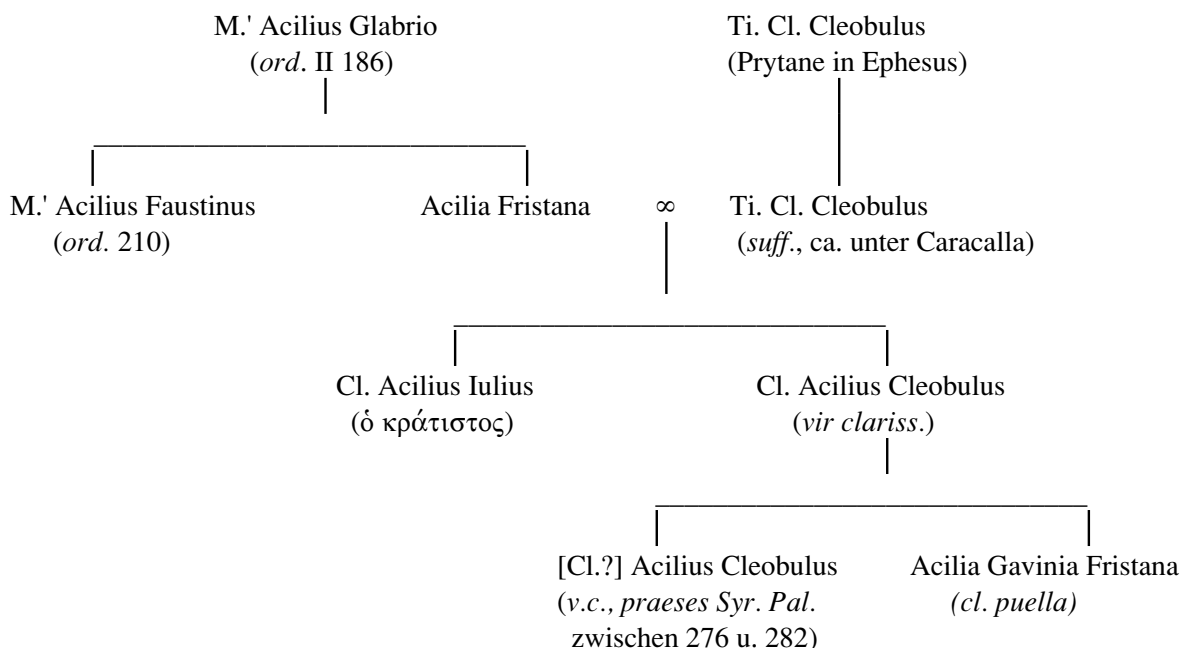 M.' Acilius Glabrio Ti. Cl. Cleobulus
(ord. II 186) (Prytane in Ephesus)
M.' Acilius Faustinus Acilia Fristana ∞ Ti. Cl. Cleobulus
(ord. 210) (suff., ca. unter Caracalla)
Cl. Acilius Iulius Cl. Acilius Cleobulus
(ὁ κράτιστος) (vir clariss.)
[Cl.?] Acilius Cleobulus Acilia Gavinia Fristana
(v.c., praeses Syr. Pal. (cl. puella)
zwischen 276 u. 282)